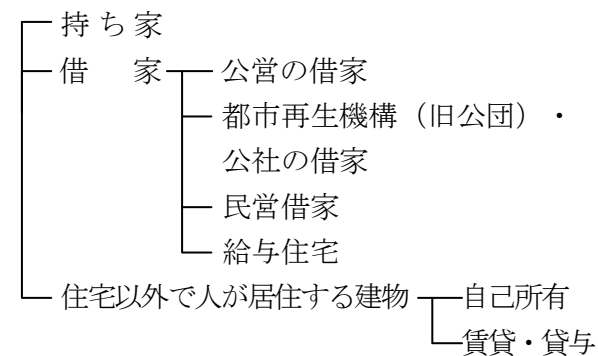 持ち家
借　家
公営の借家
都市再生機構（旧公団）・
公社の借家
民営借家
給与住宅
住宅以外で人が居住する建物
自己所有
賃貸・貸与